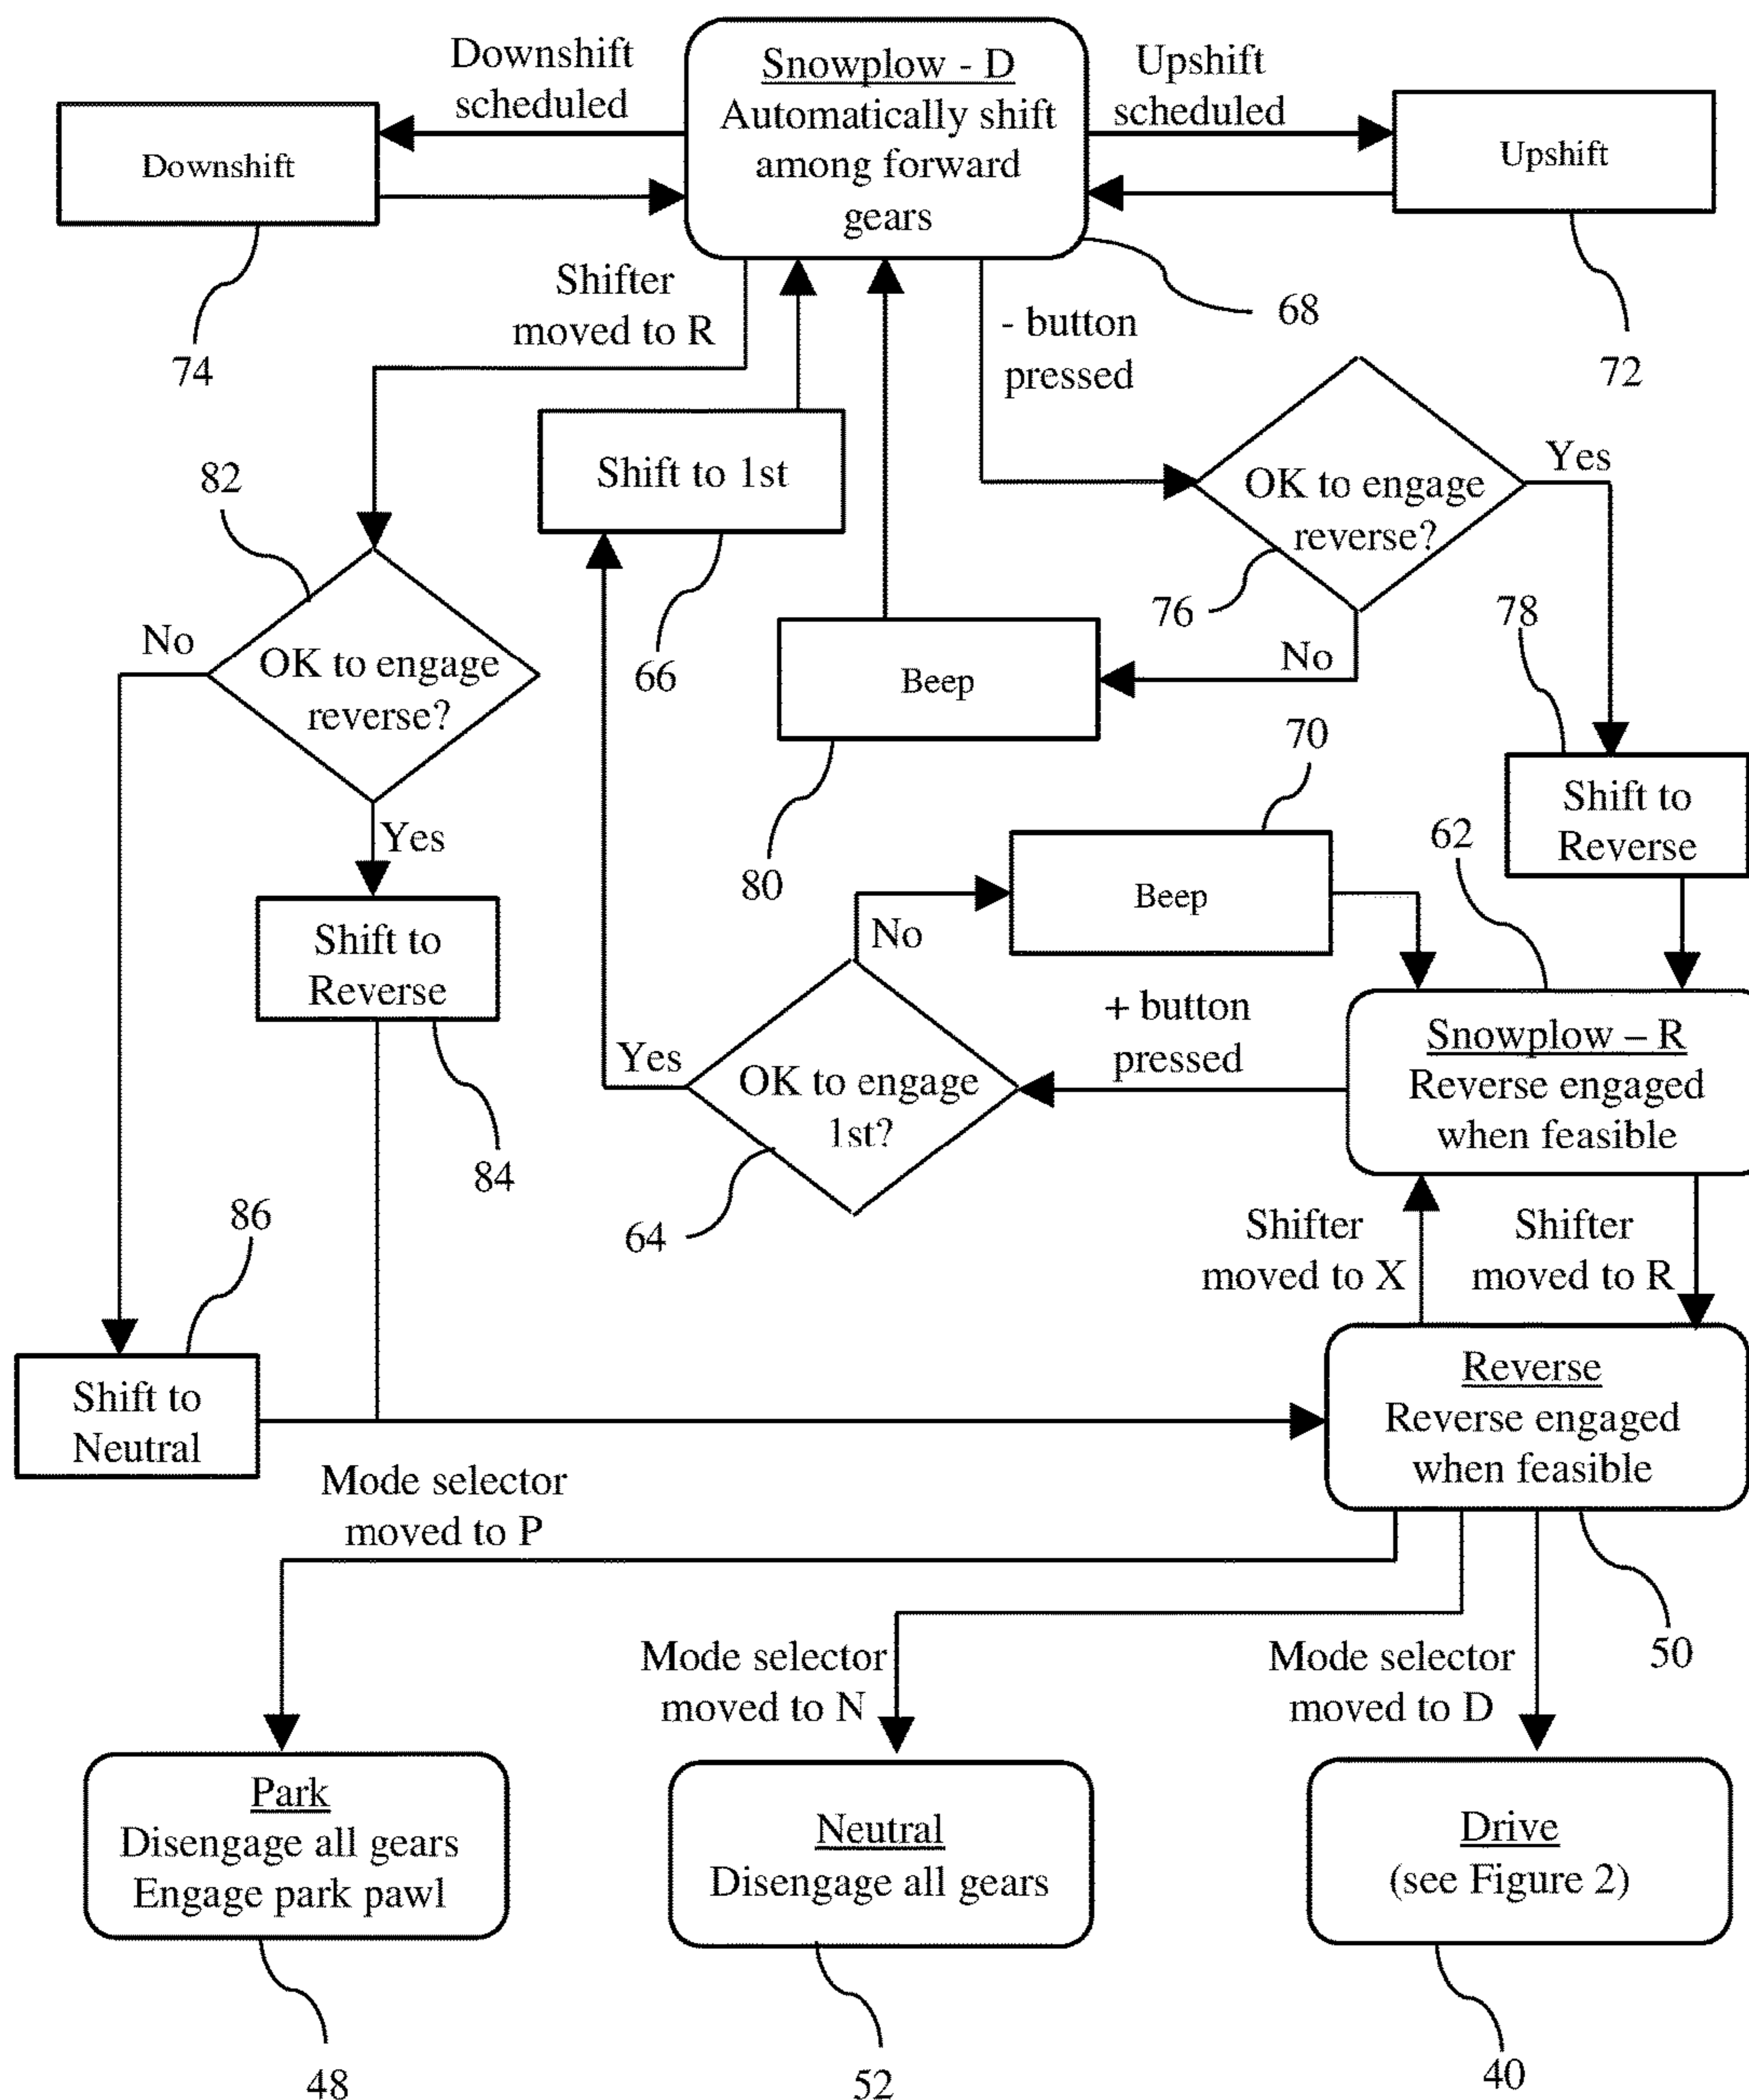 Snowplow - D
Automatically shift
among forward
gears
Downshift
scheduled
Upshift
scheduled
Downshift
Upshift
74
68
72
Shifter
moved to R
- button
pressed
Shift to 1st
66
82
OK to engage
reverse?
No
Yes
OK to engage
reverse?
Yes
No
76
78
Beep
80
Shift to
Reverse
84
Shift to
Reverse
70
Beep
62
No
Yes
OK to engage
1st?
64
+ button
pressed
Snowplow – R
Reverse engaged
when feasible
Shifter
moved to X
Shifter
moved to R
86
Shift to
Neutral
Reverse
Reverse engaged
when feasible
50
Mode selector
moved to P
Mode selector
moved to N
Mode selector
moved to D
Park
Disengage all gears
Engage park pawl
48
Neutral
Disengage all gears
52
Drive
(see Figure 2)
40